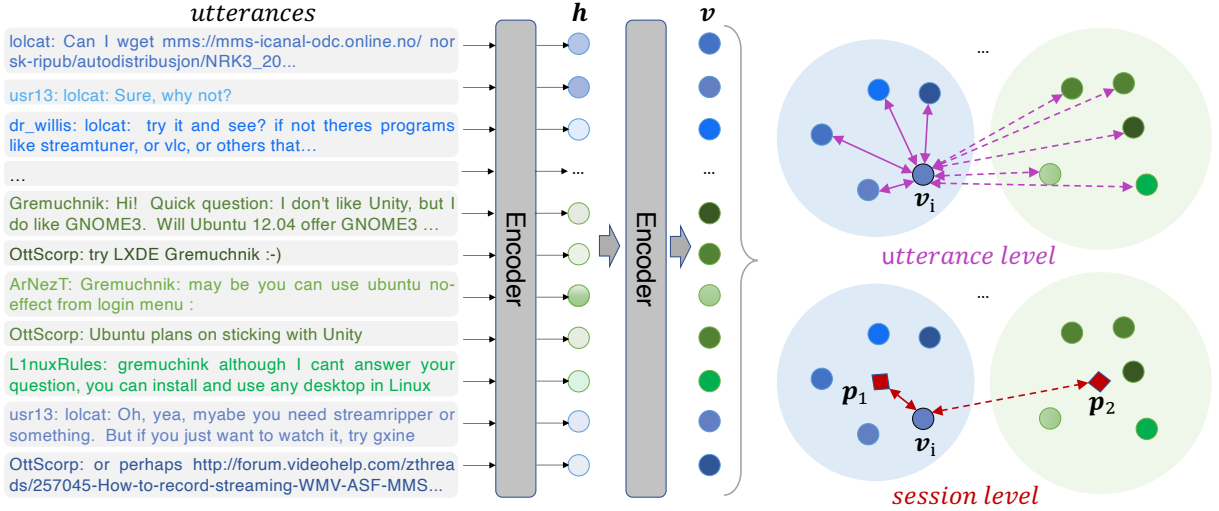 utterances
h
v
lolcat: Can I wget mms://mms-icanal-odc.online.no/ nor
sk-ripub/autodistribusjon/NRK3_20...
usr13: lolcat: Sure, why not?
dr_willis: lolcat: try it and see? if not theres programs
like streamtuner, or vlc, or others that…
...
Gremuchnik: Hi! Quick question: I don't like Unity, but I
do like GNOME3. Will Ubuntu 12.04 offer GNOME3 ...
OttScorp: try LXDE Gremuchnik :-)
ArNezT: Gremuchnik: may be you can use ubuntu no-
effect from login menu :
OttScorp: Ubuntu plans on sticking with Unity
L1nuxRules: gremuchink although I cant answer your
question, you can install and use any desktop in Linux
usr13: lolcat: Oh, yea, myabe you need streamripper or
something. But if you just want to watch it, try gxine
OttScorp: or perhaps http://forum.videohelp.com/zthrea
ds/257045-How-to-record-streaming-WMV-ASF-MMS...
Encoder
...
Encoder
...
...
vi
utterance level
...
p1
vi
p2
session level